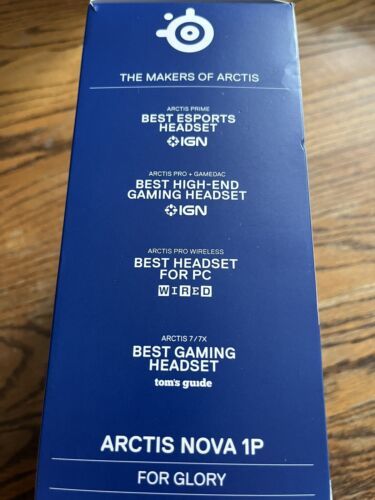 THE MAKERS OF ARCTIS
ARCTIS PRIME
BEST ESPORTS
HEADSET
IGN
ARCTIS PRO + GAMEDAC
BEST HIGH-END
GAMING HEADSET
IGN
ARCTIS PRO WIRELESS
BEST HEADSET
FOR PC
WIRED
ARCTIS 7/7X
BEST GAMING
HEADSET
tom's guide
ARCTIS NOVA 1P
FOR GLORY